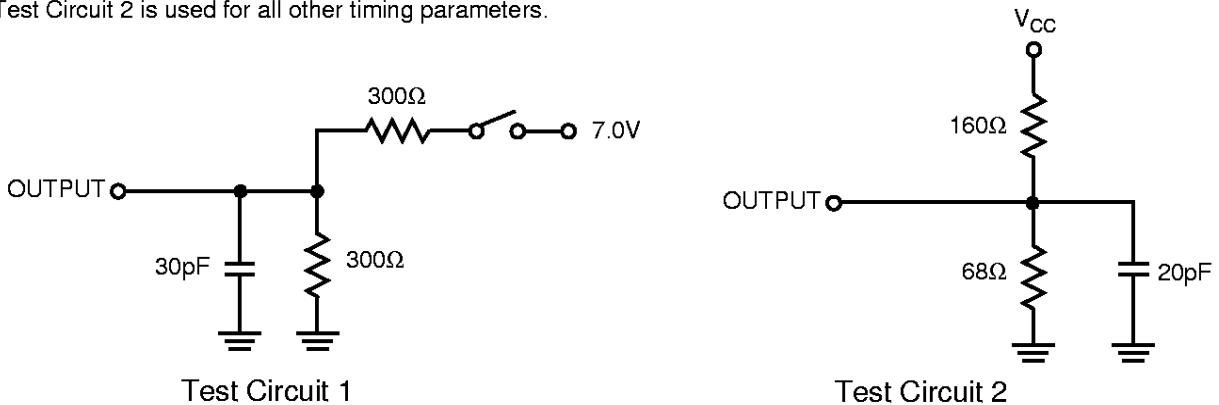 Test Circuit 2 is used for all other timing parameters.
300Ω
7.0V
OUTPUT
30pF
300Ω
Test Circuit 1
VCC
160Ω
OUTPUT
68Ω
20pF
Test Circuit 2